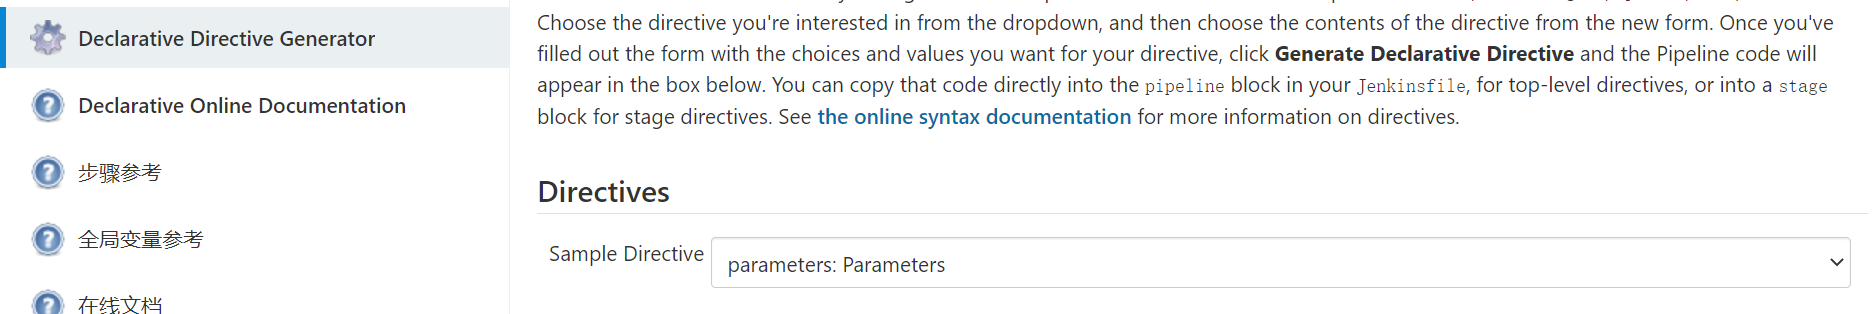 Declarative Directive Generator
Declarative Online Documentation
步骤参考
全局变量参考
在线文档
Choose the directive you're interested in from the dropdown, and then choose the contents of the directive from the new form. Once you've
filled out the form with the choices and values you want for your directive, click Generate Declarative Directive and the Pipeline code will
appear in the box below. You can copy that code directly into the pipeline block in your Jenkinsfile, for top-level directives, or into a stage
block for stage directives. See the online syntax documentation for more information on directives.
Directives
Sample Directive
parameters: Parameters